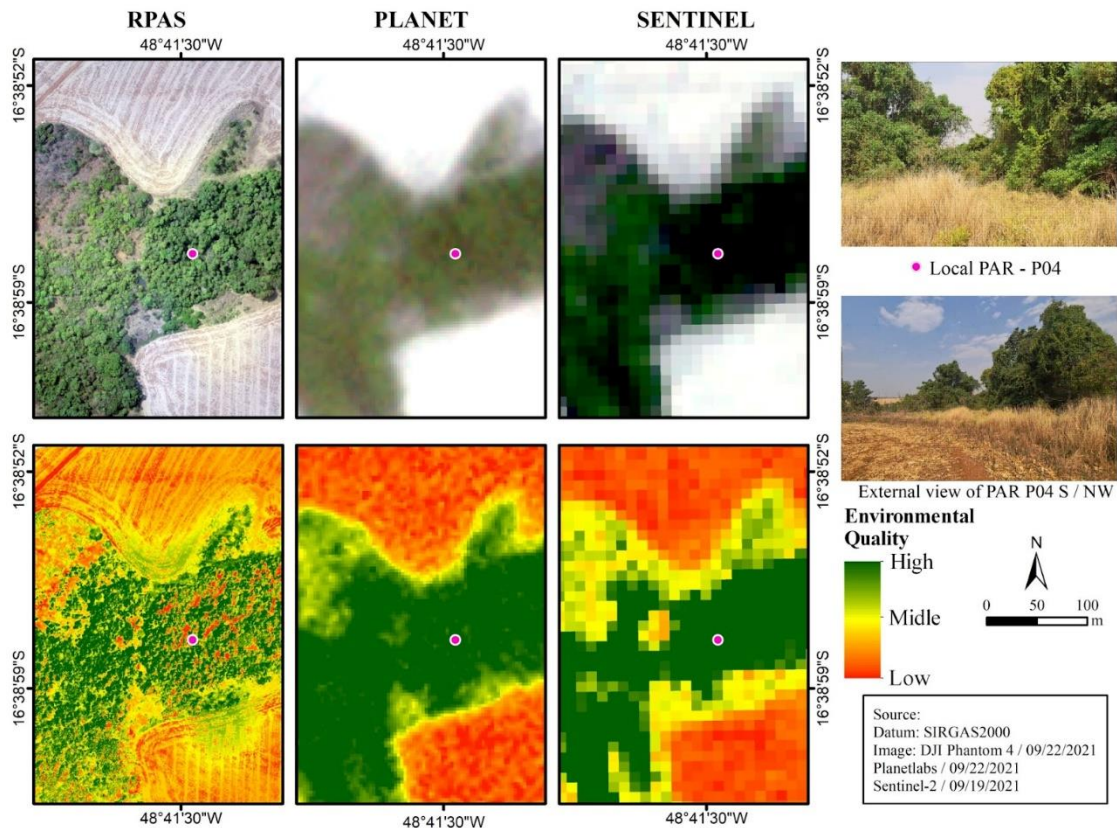 RPAS
PLANET
SENTINEL
48°41'30"W
48°41'30"W
48°41'30"W
16°38'52"S
16°38'52"S
16°38'59"S
16°38'59"S
Local PAR - P04
External view of PAR P04 S / NW
16°38'52"S
16°38'52"S
16°38'59"S
16°38'59"S
48°41'30"W
48°41'30"W
48°41'30"W
Environmental
Quality
High
Midle
Low
N
0 50 100
m
Source:
Datum: SIRGAS2000
Image: DJI Phantom 4 / 09/22/2021
Planetlabs / 09/22/2021
Sentinel-2 / 09/19/2021